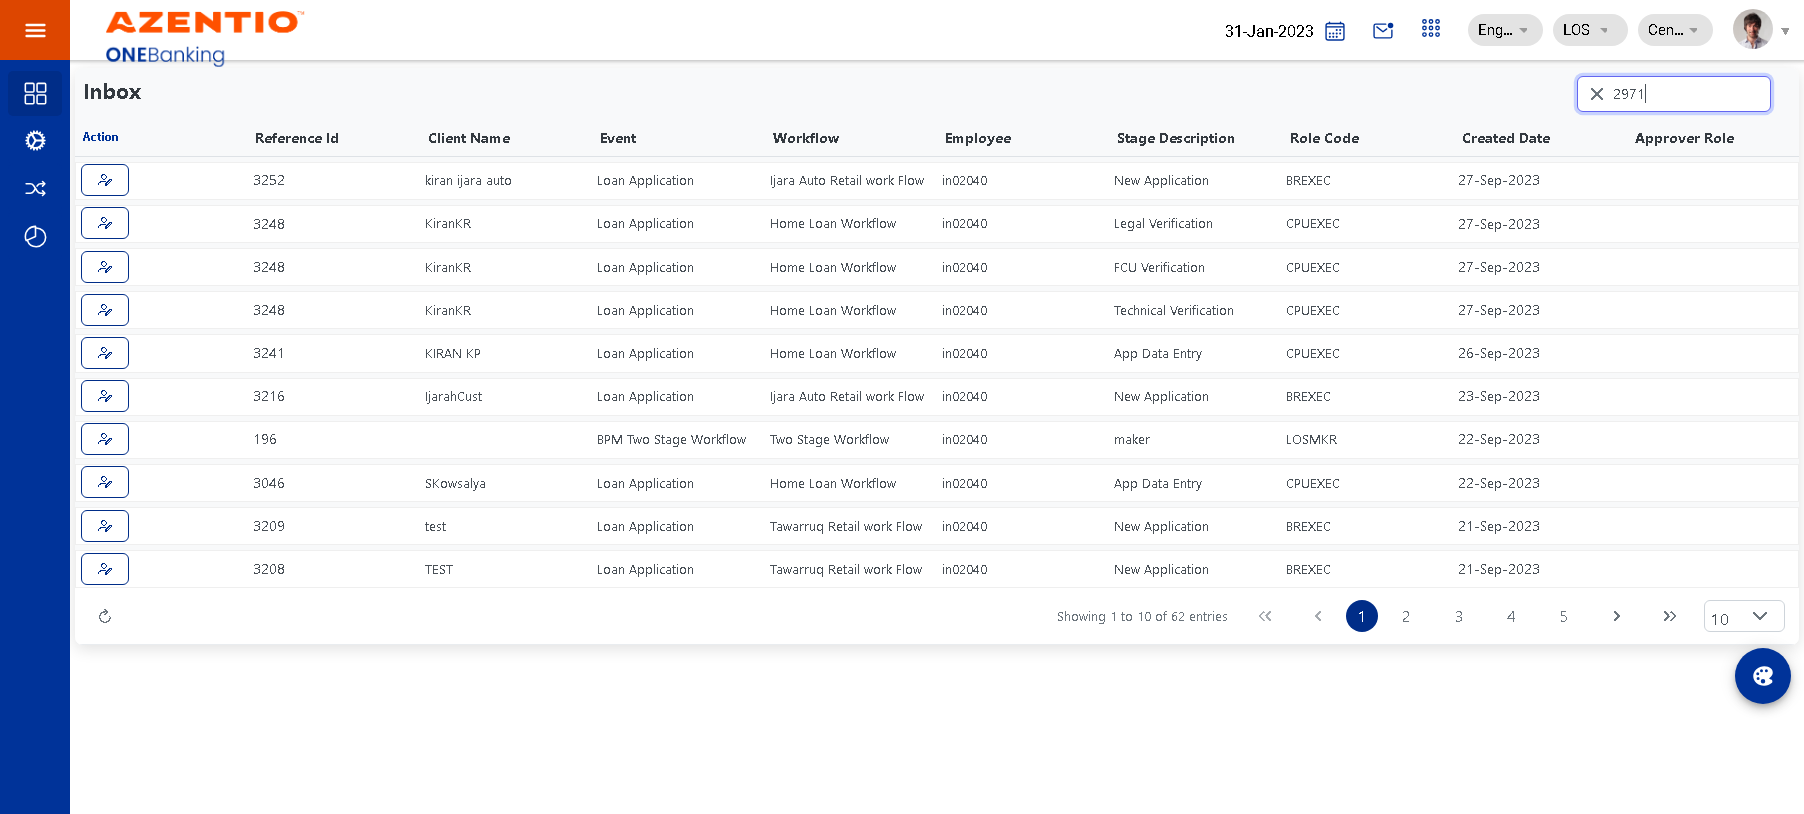 AZENTIO™
ONEBanking
31-Jan-2023 Eng... LOS Cen...
Inbox 2971
Action Reference Id Client Name Event Workflow Employee Stage Description Role Code Created Date Approver Role
3252 kiran ijara auto Loan Application Ijara Auto Retail work Flow in02040 New Application BREXEC 27-Sep-2023
3248 KiranKR Loan Application Home Loan Workflow in02040 Legal Verification CPUEXEC 27-Sep-2023
3248 KiranKR Loan Application Home Loan Workflow in02040 FCU Verification CPUEXEC 27-Sep-2023
3248 KiranKR Loan Application Home Loan Workflow in02040 Technical Verification CPUEXEC 27-Sep-2023
3241 KIRAN KP Loan Application Home Loan Workflow in02040 App Data Entry CPUEXEC 26-Sep-2023
3216 IjarahCust Loan Application Ijara Auto Retail work Flow in02040 New Application BREXEC 23-Sep-2023
196 BPM Two Stage Workflow Two Stage Workflow in02040 maker LOSMKR 22-Sep-2023
3046 SKowsalya Loan Application Home Loan Workflow in02040 App Data Entry CPUEXEC 22-Sep-2023
3209 test Loan Application Tawarruq Retail work Flow in02040 New Application BREXEC 21-Sep-2023
3208 TEST Loan Application Tawarruq Retail work Flow in02040 New Application BREXEC 21-Sep-2023
Showing 1 to 10 of 62 entries 1 2 3 4 5 10